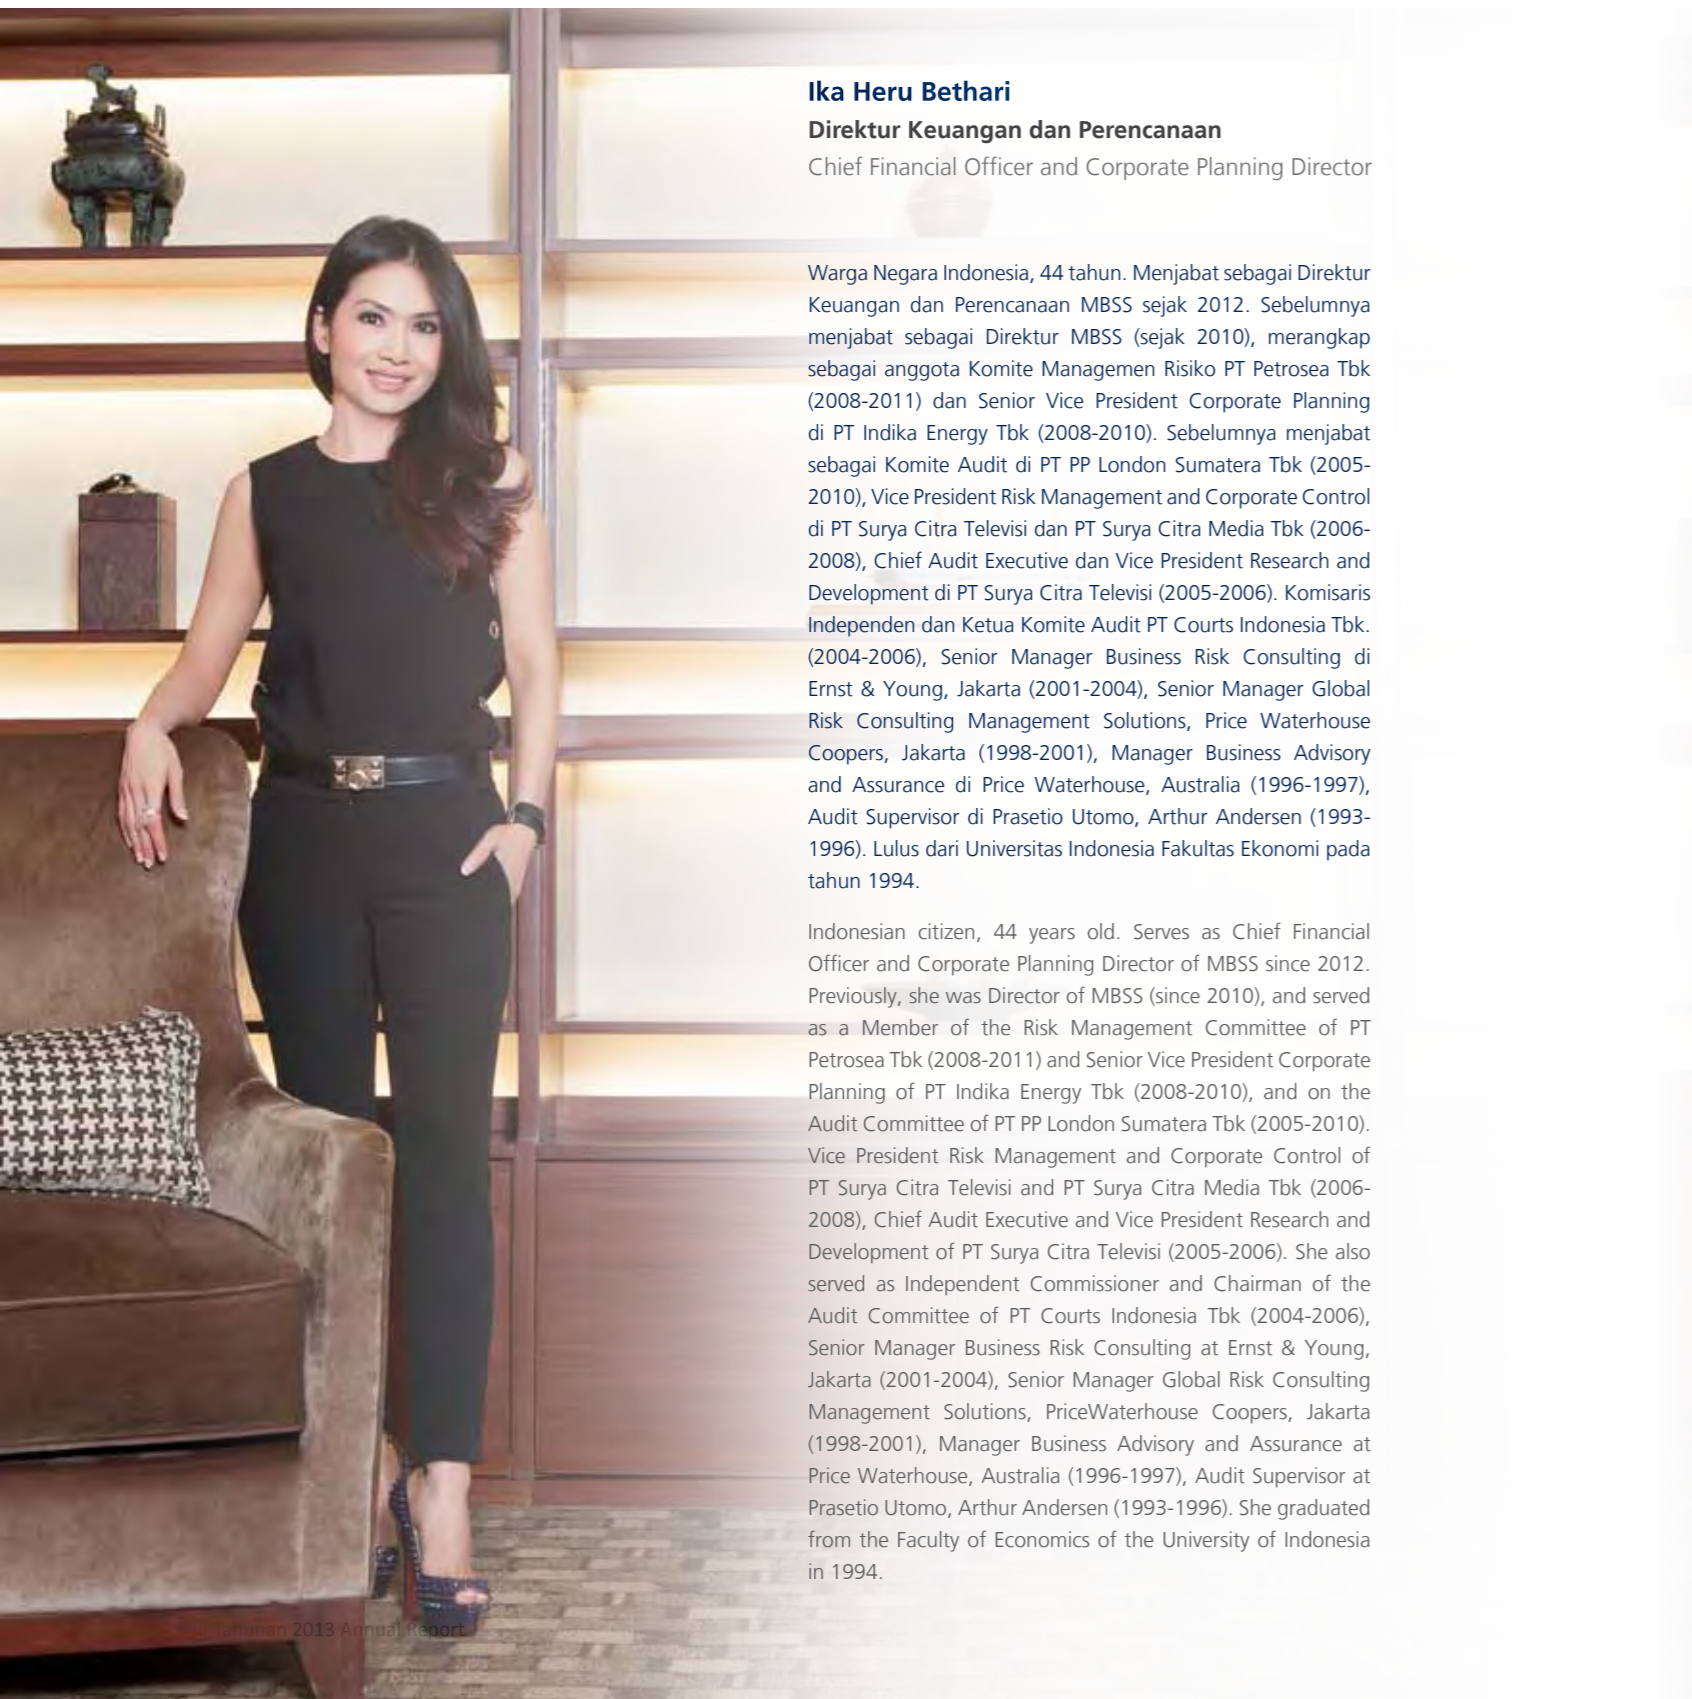 Ika Heru Bethari
Direktur Keuangan dan Perencanaan
Chief Financial Officer and Corporate Planning Director
Warga Negara Indonesia, 44 tahun. Menjabat sebagai Direktur
Keuangan dan Perencanaan MBSS sejak 2012. Sebelumnya
menjabat sebagai Direktur MBSS (sejak 2010), merangkap
sebagai anggota Komite Managemen Risiko PT Petrosea Tbk
(2008-2011) dan Senior Vice President Corporate Planning
di PT Indika Energy Tbk (2008-2010). Sebelumnya menjabat
sebagai Komite Audit di PT PP London Sumatera Tbk (2005-
2010), Vice President Risk Management and Corporate Control
di PT Surya Citra Televisi dan PT Surya Citra Media Tbk (2006-
2008), Chief Audit Executive dan Vice President Research and
Development di PT Surya Citra Televisi (2005-2006). Komisaris
Independen dan Ketua Komite Audit PT Courts Indonesia Tbk.
(2004-2006), Senior Manager Business Risk Consulting di
Ernst & Young, Jakarta (2001-2004), Senior Manager Global
Risk Consulting Management Solutions, Price Waterhouse
Coopers, Jakarta (1998-2001), Manager Business Advisory
and Assurance di Price Waterhouse, Australia (1996-1997),
Audit Supervisor di Prasetio Utomo, Arthur Andersen (1993-
1996). Lulus dari Universitas Indonesia Fakultas Ekonomi pada
tahun 1994.
Indonesian citizen, 44 years old. Serves as Chief Financial
Officer and Corporate Planning Director of MBSS since 2012.
Previously, she was Director of MBSS (since 2010), and served
as a Member of the Risk Management Committee of PT
Petrosea Tbk (2008-2011) and Senior Vice President Corporate
Planning of PT Indika Energy Tbk (2008-2010), and on the
Audit Committee of PT PP London Sumatera Tbk (2005-2010).
Vice President Risk Management and Corporate Control of
PT Surya Citra Televisi and PT Surya Citra Media Tbk (2006-
2008), Chief Audit Executive and Vice President Research and
Development of PT Surya Citra Televisi (2005-2006). She also
served as Independent Commissioner and Chairman of the
Audit Committee of PT Courts Indonesia Tbk (2004-2006),
Senior Manager Business Risk Consulting at Ernst & Young,
Jakarta (2001-2004), Senior Manager Global Risk Consulting
Management Solutions, PriceWaterhouse Coopers, Jakarta
(1998-2001), Manager Business Advisory and Assurance at
Price Waterhouse, Australia (1996-1997), Audit Supervisor at
Prasetio Utomo, Arthur Andersen (1993-1996). She graduated
from the Faculty of Economics of the University of Indonesia
in 1994.
Tahunan 2013 Annual Report